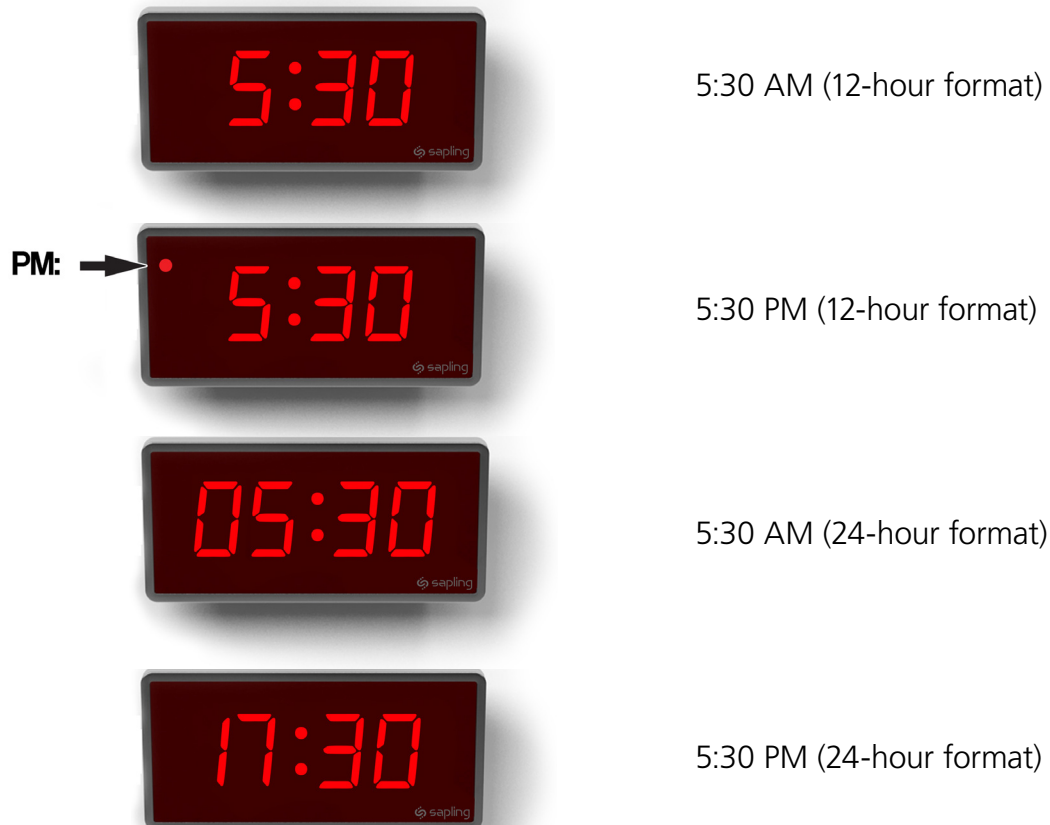 5:30
sapling
5:30 AM (12-hour format)
PM:
5:30
sapling
5:30 PM (12-hour format)
05:30
sapling
5:30 AM (24-hour format)
17:30
sapling
5:30 PM (24-hour format)